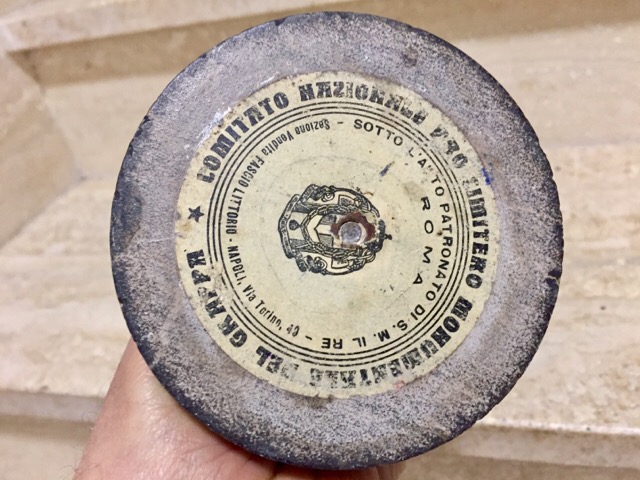 COMITATO NAZIONALE PRO CIMITERO MONUMENTALE DEL GRAPPA ★
SOTTO L'ALTO PATRONATO DI S. M. IL RE -
Sezione Vendita FASCIO LITTORIO - NAPOLI, Via Torino, 40
ROMA